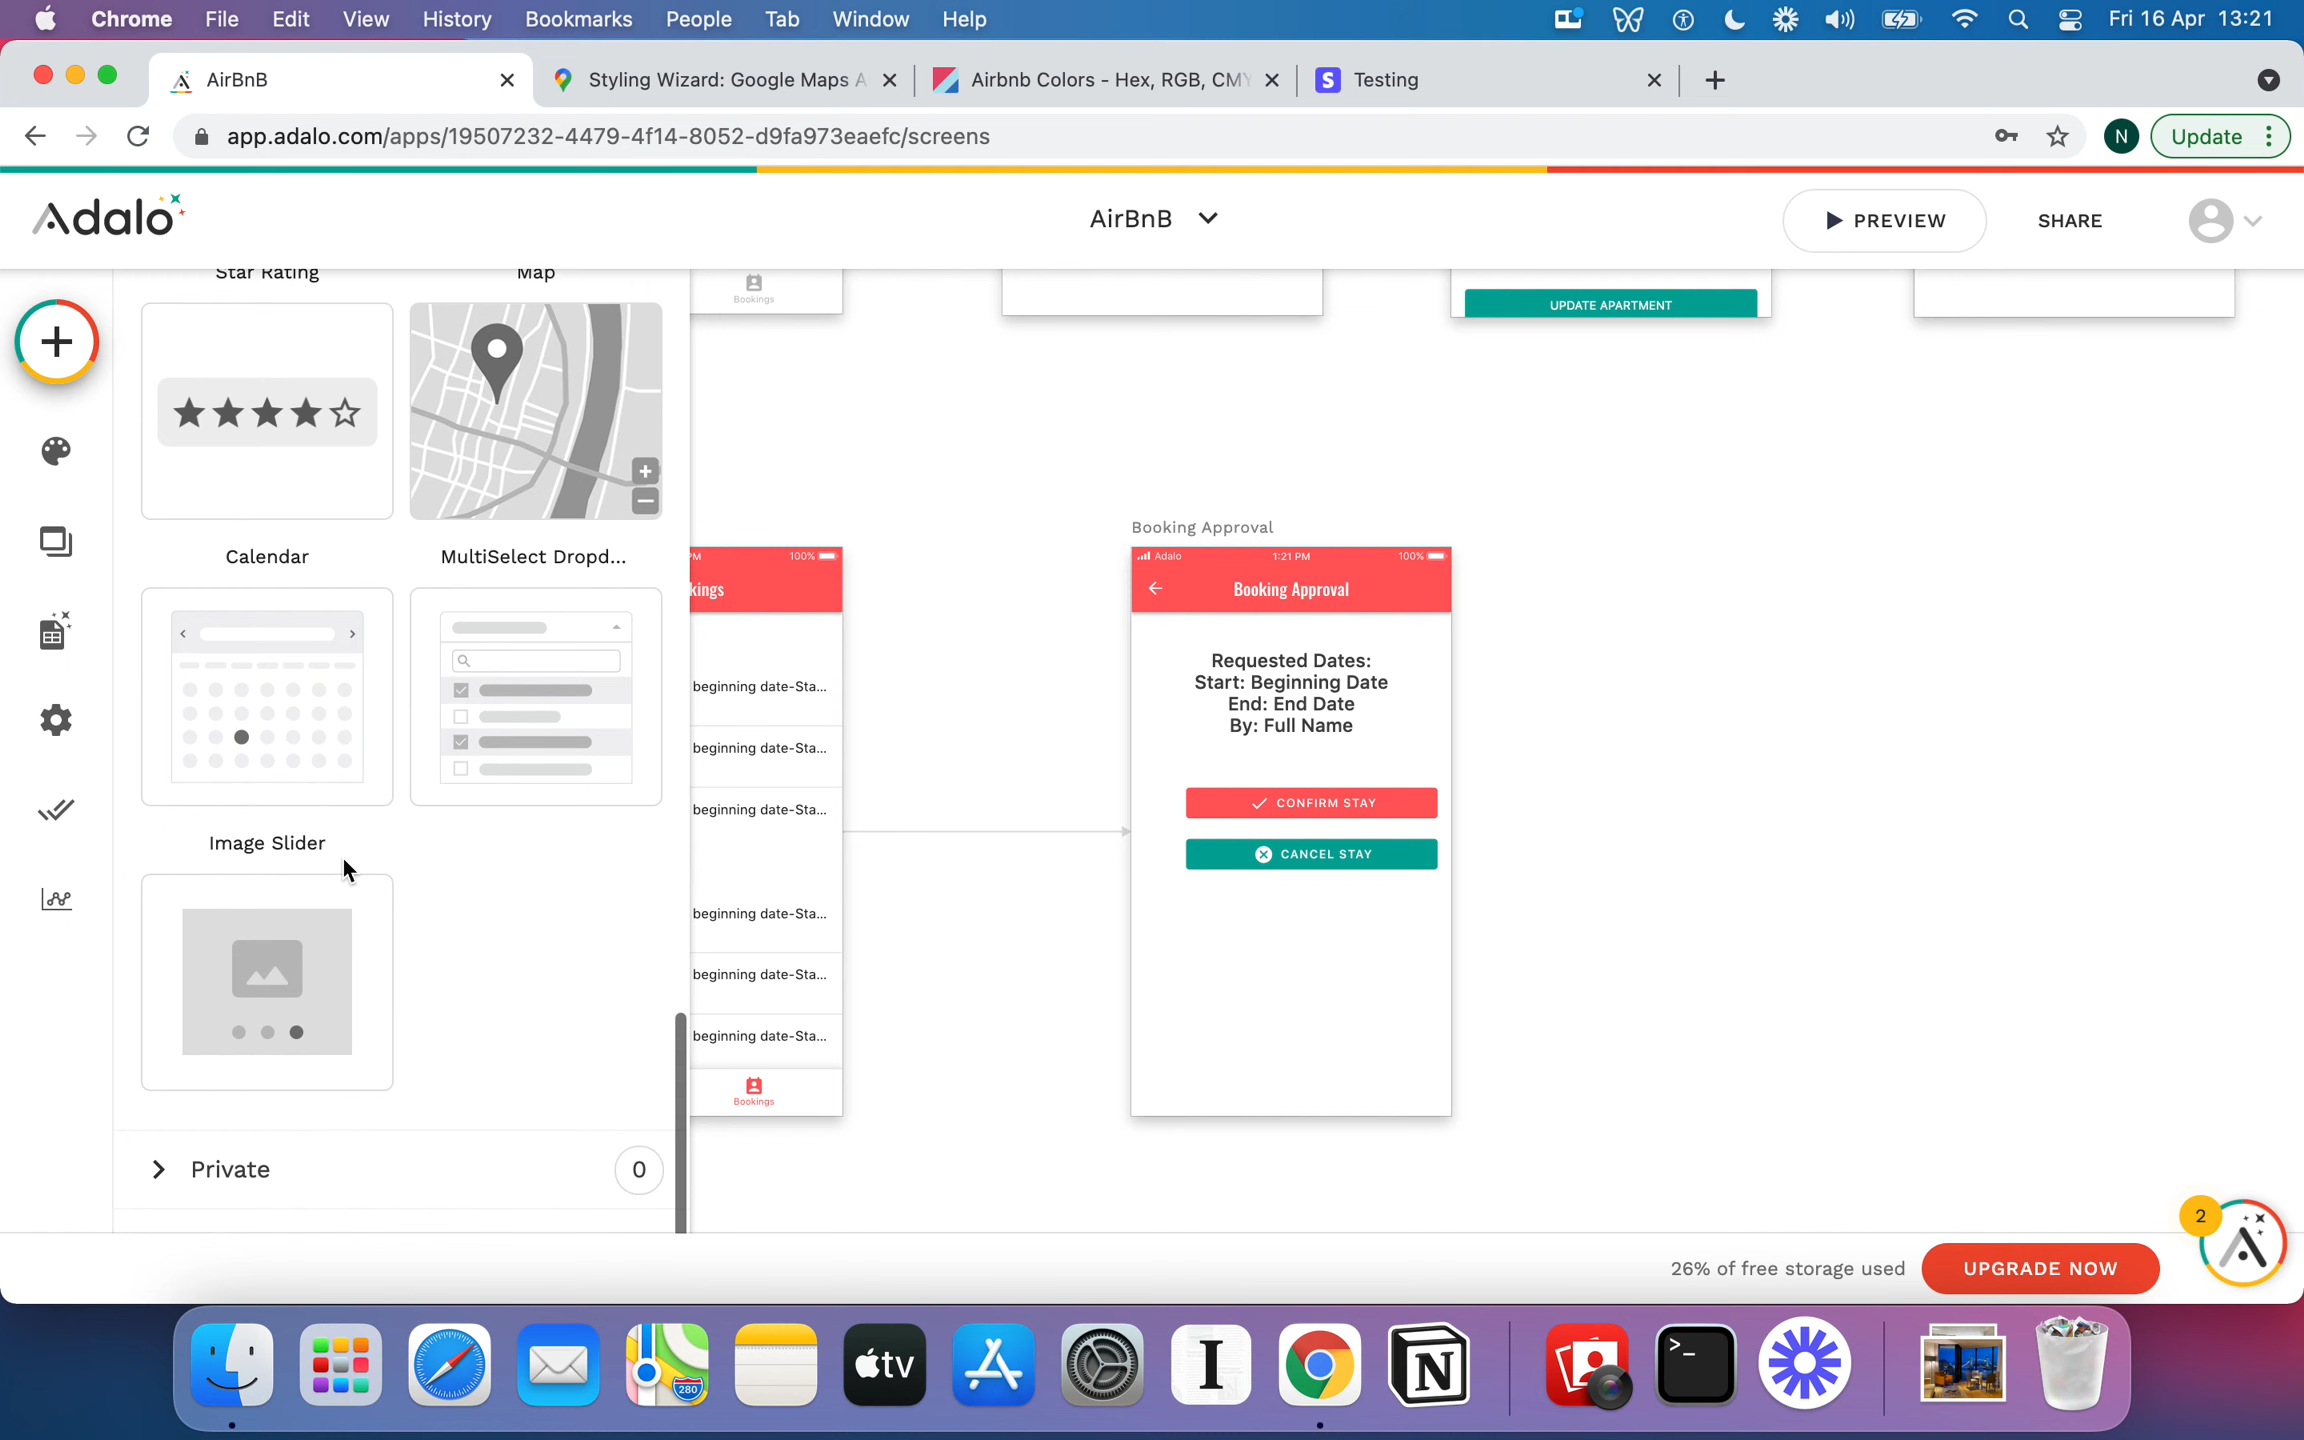 Chrome File Edit View History Bookmarks People Tab Window Help Fri 16 Apr 13:21
AirBnB Styling Wizard: Google Maps A Airbnb Colors - Hex, RGB, CMY S Testing
app.adalo.com/apps/19507232-4479-4f14-8052-d9fa973eaefc/screens N Update
Adalo AirBnB PREVIEW SHARE
Star Rating Map
Bookings
UPDATE APARTMENT
Calendar MultiSelect Dropd...
Booking Approval
PM 100%
kings
Adalo 1:21 PM 100%
Booking Approval
Requested Dates:
Start: Beginning Date
End: End Date
By: Full Name
beginning date-Sta...
beginning date-Sta...
beginning date-Sta...
CONFIRM STAY
CANCEL STAY
Image Slider
beginning date-Sta...
beginning date-Sta...
beginning date-Sta...
Bookings
Private 0
2
26% of free storage used UPGRADE NOW
280
tv
I
N
>_